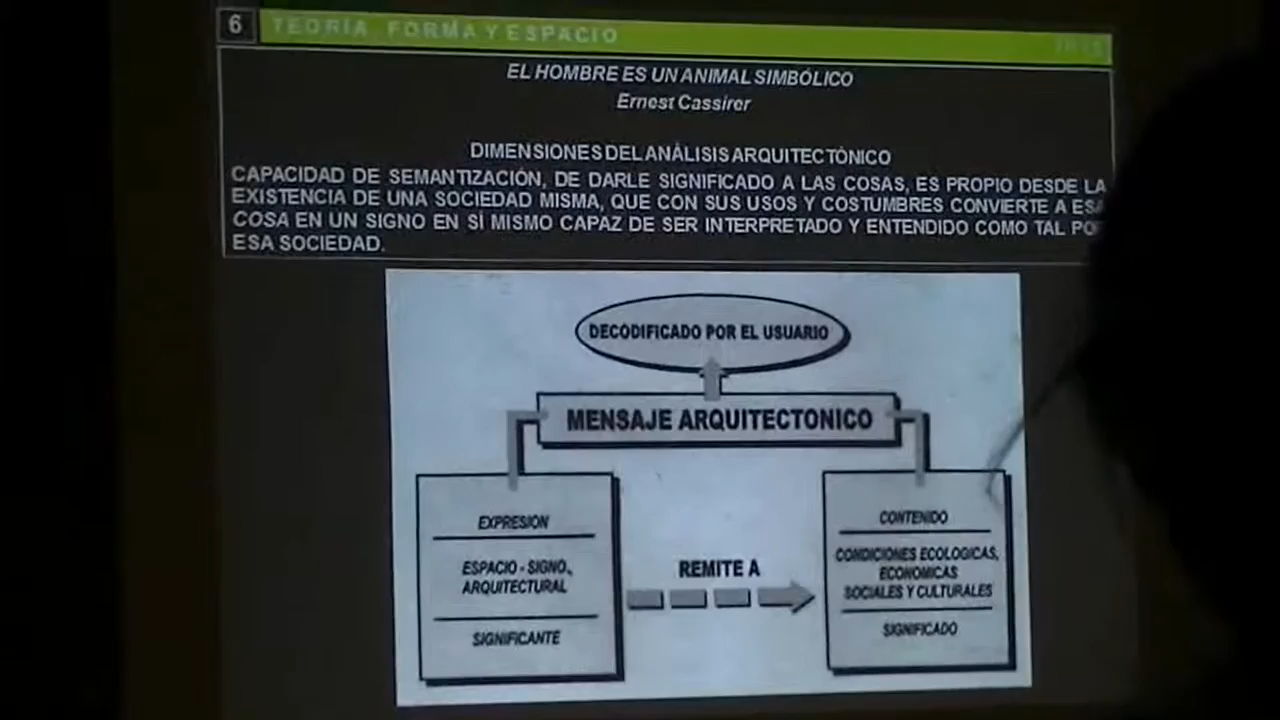 6 TEORÍA FORMA Y ESPACIO
EL HOMBRE ES UN ANIMAL SIMBÓLICO
Ernest Cassirer
DIMENSIONES DEL ANÁLISIS ARQUITECTÓNICO
CAPACIDAD DE SEMANTIZACIÓN, DE DARLE SIGNIFICADO A LAS COSAS, ES PROPIO DESDE LA
EXISTENCIA DE UNA SOCIEDAD MISMA, QUE CON SUS USOS Y COSTUMBRES CONVIERTE A ESA
COSA EN UN SIGNO EN SÍ MISMO CAPAZ DE SER INTERPRETADO Y ENTENDIDO COMO TAL
ESA SOCIEDAD.
DECODIFICADO POR EL USUARIO
MENSAJE ARQUITECTONICO
EXPRESION
ESPACIO - SIGNO,
ARQUITECTURAL
SIGNIFICANTE
REMITE A
CONTENIDO
CONDICIONES ECOLOGICAS,
ECONOMICAS
SOCIALES Y CULTURALES
SIGNIFICADO